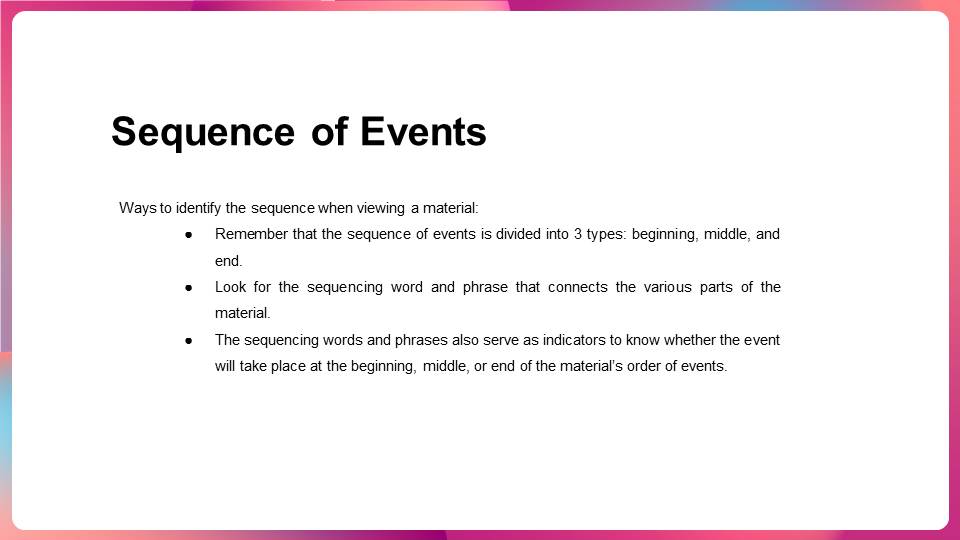 Sequence of Events
Ways to identify the sequence when viewing a material:
● Remember that the sequence of events is divided into 3 types: beginning, middle, and
end.
● Look for the sequencing word and phrase that connects the various parts of the
material.
● The sequencing words and phrases also serve as indicators to know whether the event
will take place at the beginning, middle, or end of the material’s order of events.